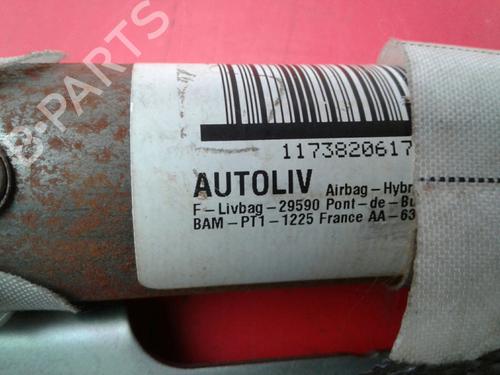 B-PARTS
1173820617
AUTOLIV Airbag-Hybr
F-Livbag-29590 Pont-de-Bu
BAM-PT1-1225 France AA-63